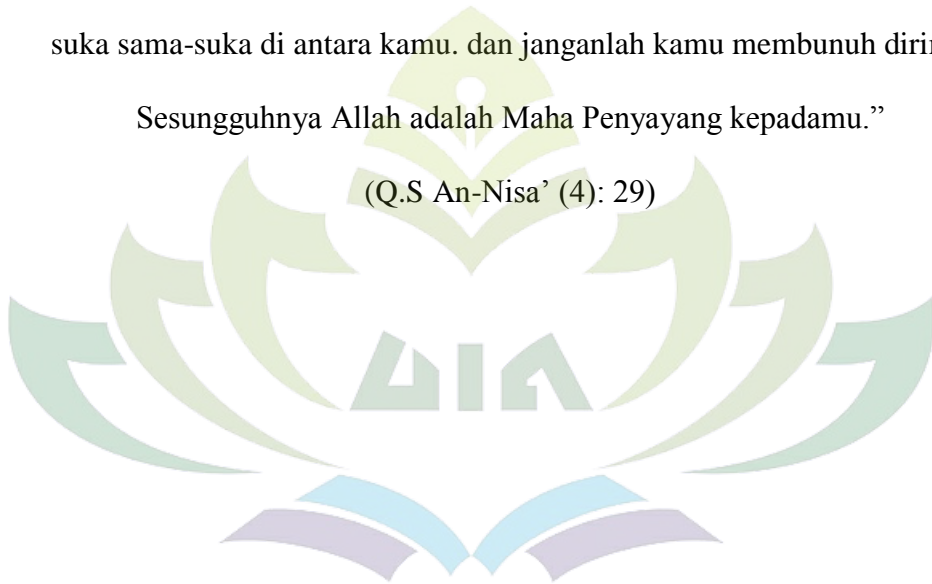 suka sama-suka di antara kamu. dan janganlah kamu membunuh
Sesungguhnya Allah adalah Maha Penyayang kepadamu.”
(Q.S An-Nisa’ (4): 29)
UIN